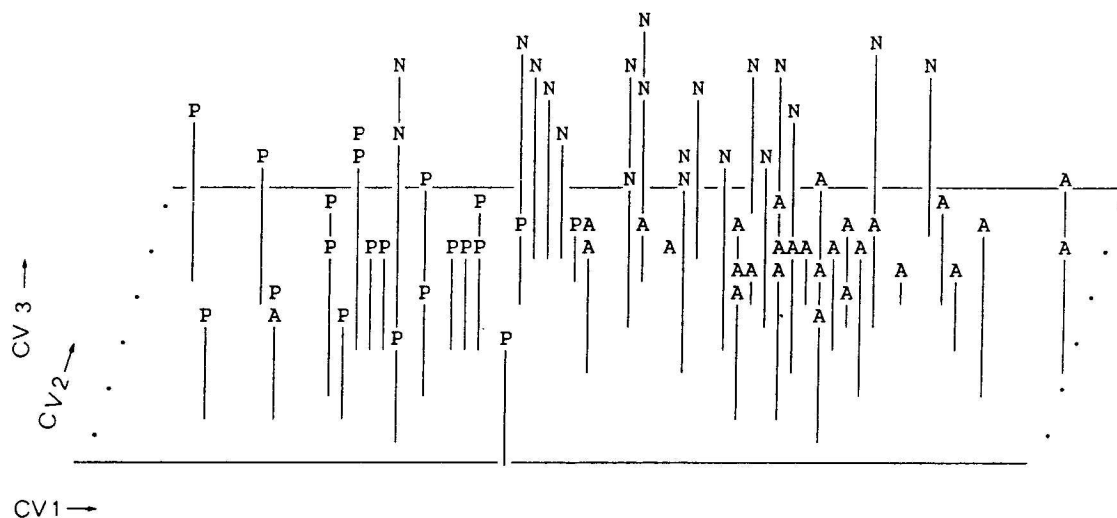 N
N N
N N N N N N
N N N
P N
P N N
P P N N N
P N N A A
P P A A
P PA A A A A A
P PP PPP A A AAA A A A
AA A A A A
P P A A
P A P A
P P
CV 3 →
CV2 →
CV1 →